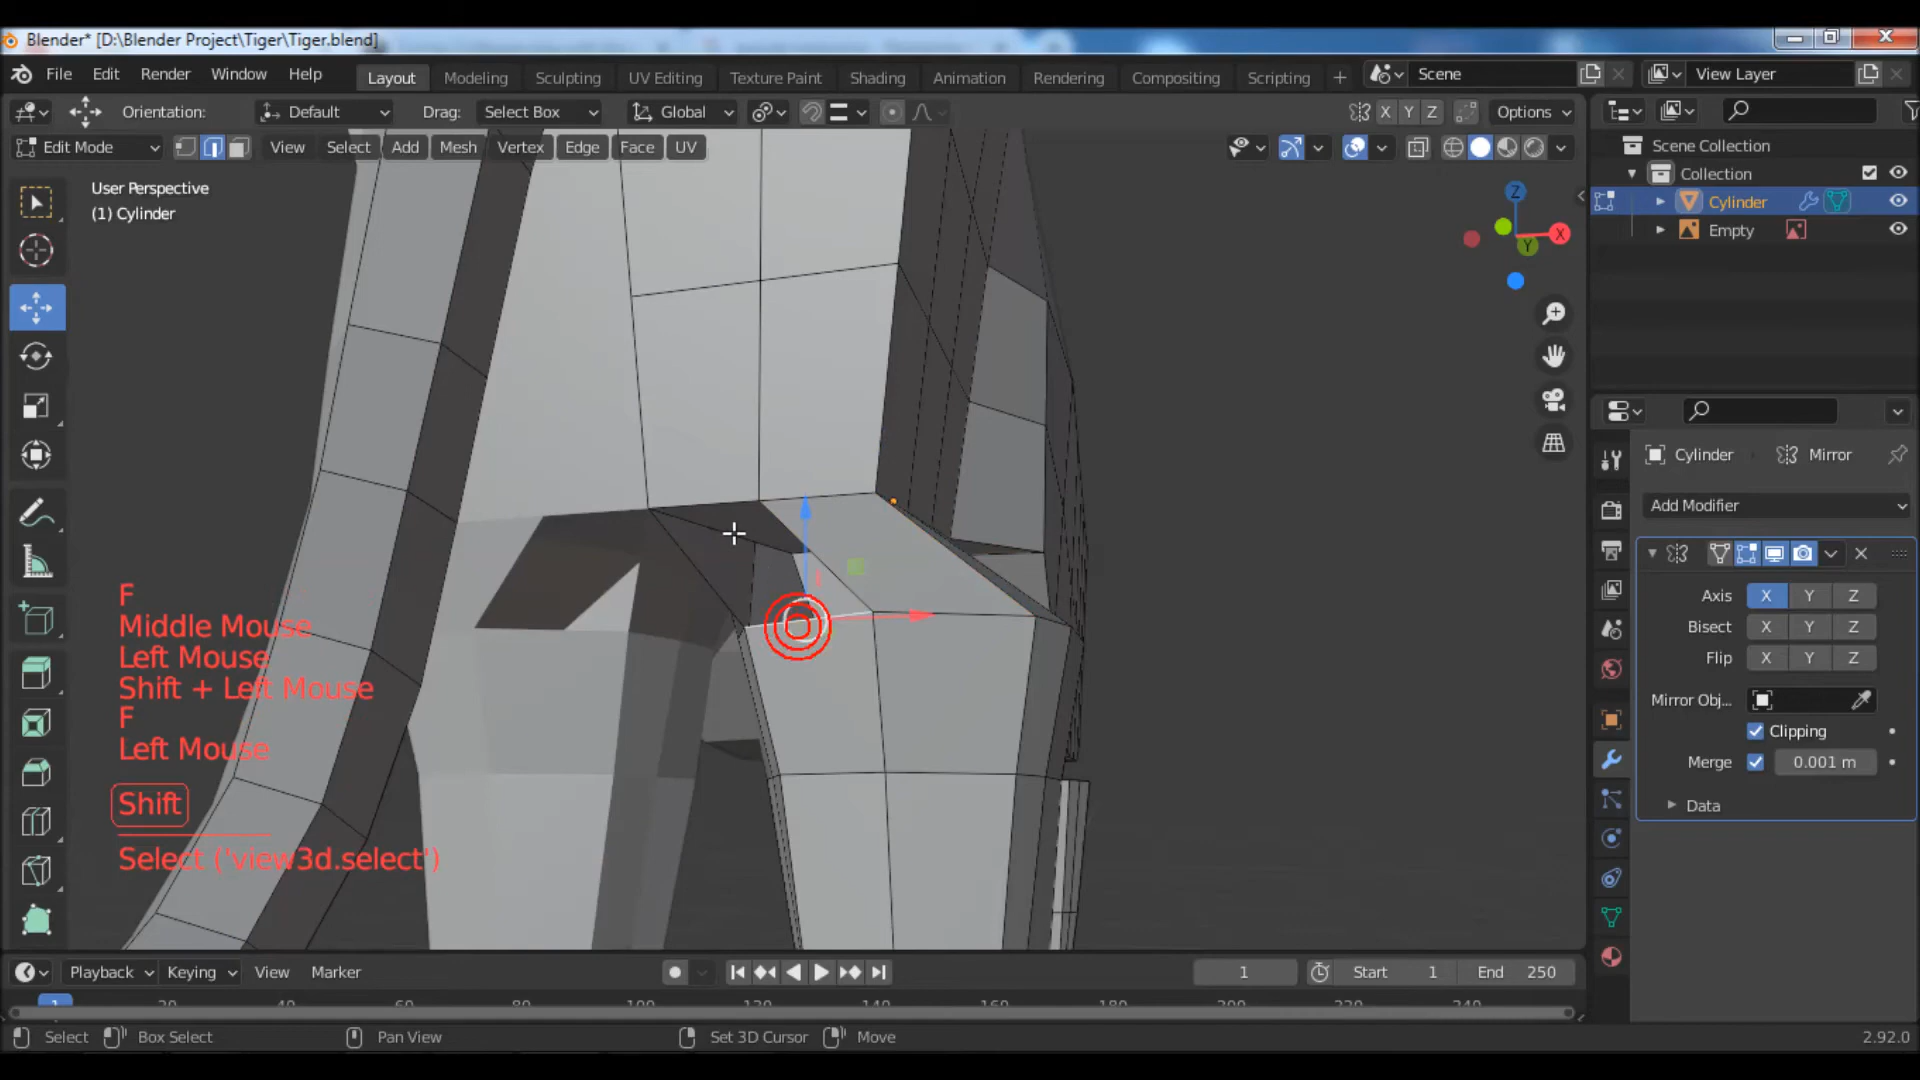 Blender* [D:\Blender Project\Tiger\Tiger.blend]
File Edit Render Window Help
Layout Modeling Sculpting UV Editing Texture Paint Shading Animation Rendering Compositing Scripting +
Scene
View Layer
Orientation: Default Drag: Select Box Global
X Y Z Options
Edit Mode View Select Add Mesh Vertex Edge Face UV
User Perspective
(1) Cylinder
Z
X
Y
Scene Collection
Collection
Cylinder
Empty
Cylinder Mirror
Add Modifier
Axis X Y Z
Bisect X Y Z
Flip X Y Z
Mirror Obj...
Clipping
Merge 0.001 m
Data
F
Middle Mouse
Left Mouse
Shift + Left Mouse
F
Left Mouse
Shift
Select ('view3d.select')
Playback Keying View Marker
1 Start 1 End 250
1
Select Box Select Pan View Set 3D Cursor Move 2.92.0